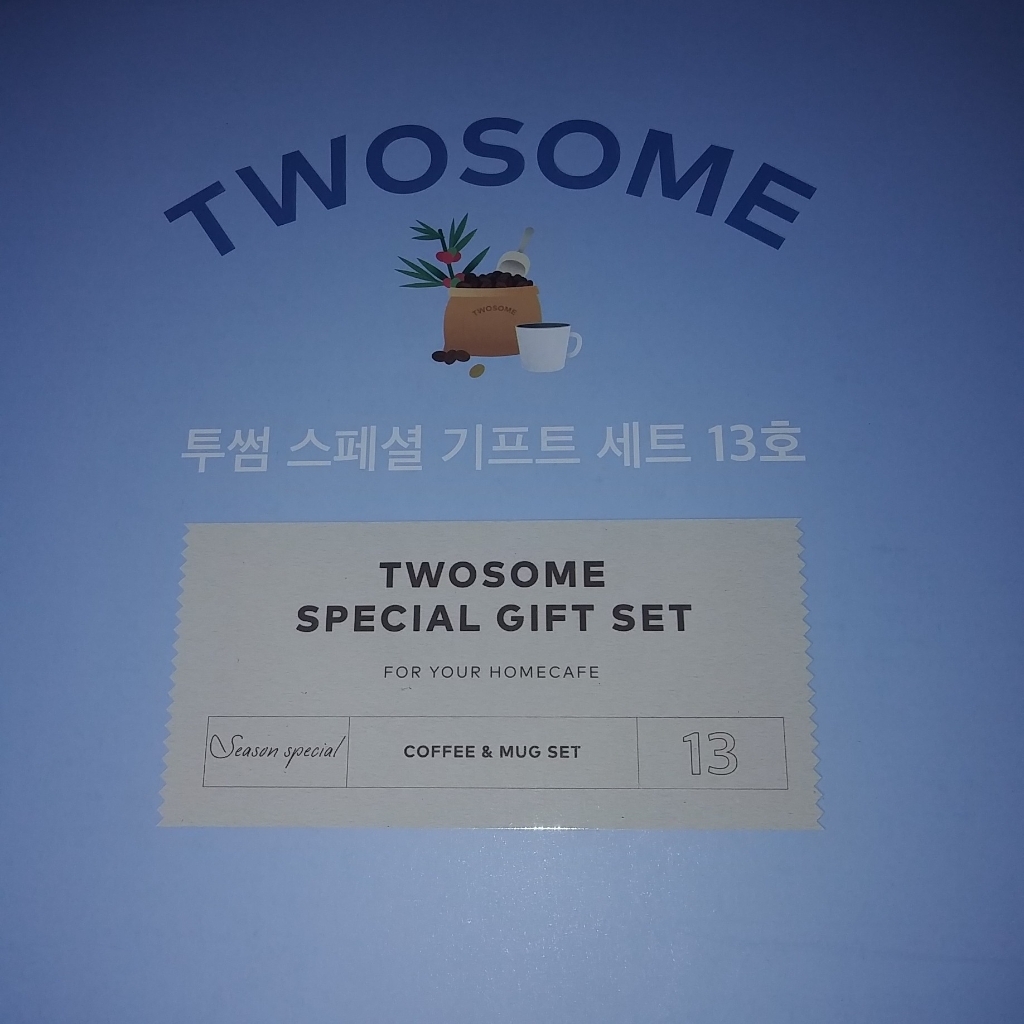 TWOSOME
TWOSOME
투썸 스페셜 기프트 세트 13호
TWOSOME
SPECIAL GIFT SET
FOR YOUR HOMECAFE
Season special
COFFEE & MUG SET
13